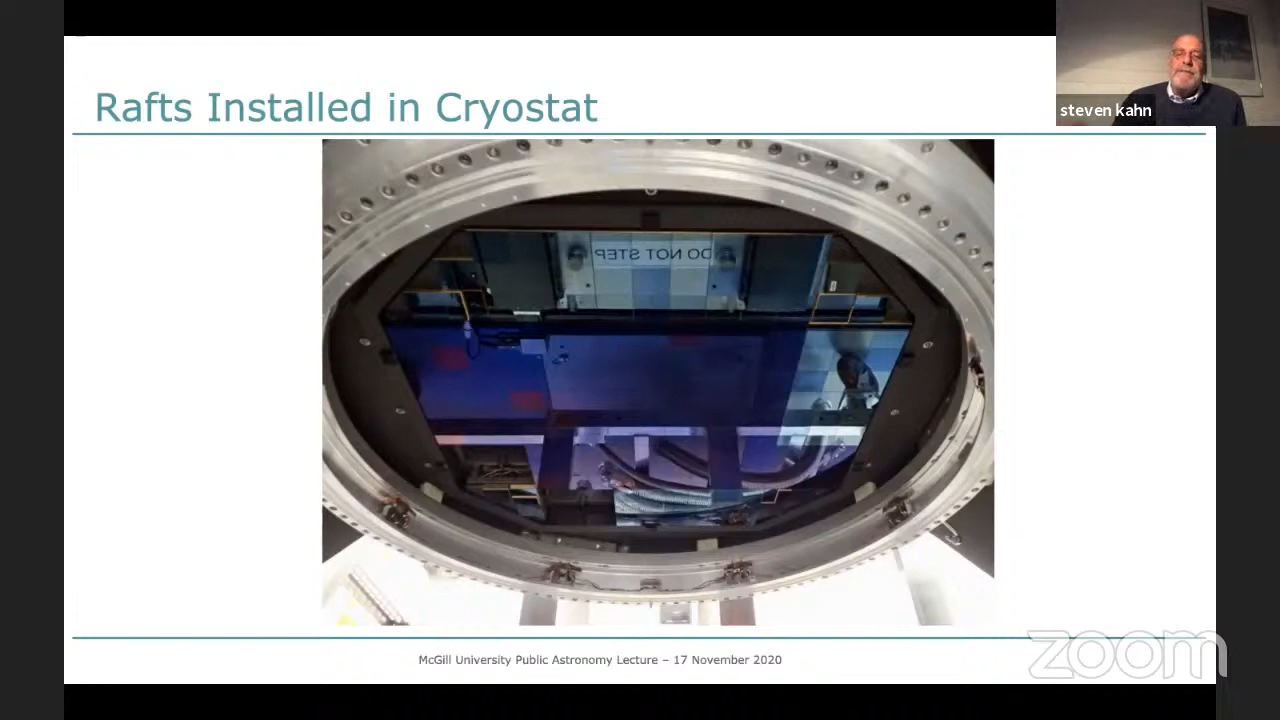 Rafts Installed in Cryostat
steven kahn
DO NOT STEP
McGill University Public Astronomy Lecture – 17 November 2020
zoom